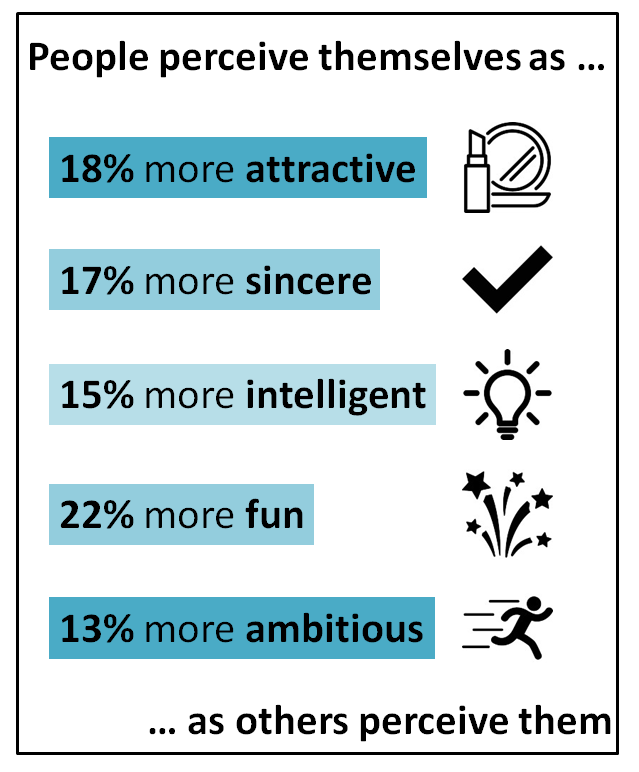 People perceive themselves as ...
18% more attractive
17% more sincere
15% more intelligent
22% more fun
13% more ambitious
... as others perceive them